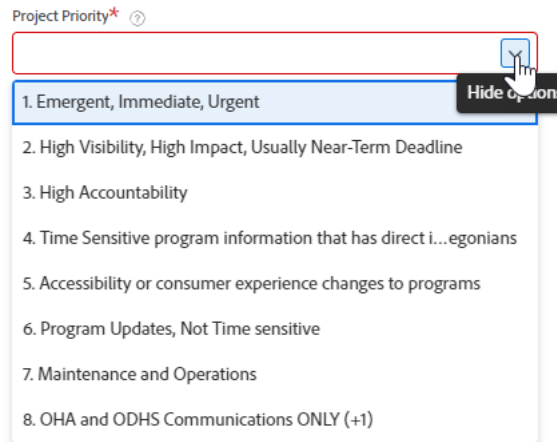 Project Priority*
Hide
1. Emergent, Immediate, Urgent
2. High Visibility, High Impact, Usually Near-Term Deadline
3. High Accountability
4. Time Sensitive program information that has direct i...egonians
5. Accessibility or consumer experience changes to programs
6. Program Updates, Not Time sensitive
7. Maintenance and Operations
8. OHA and ODHS Communications ONLY (+1)